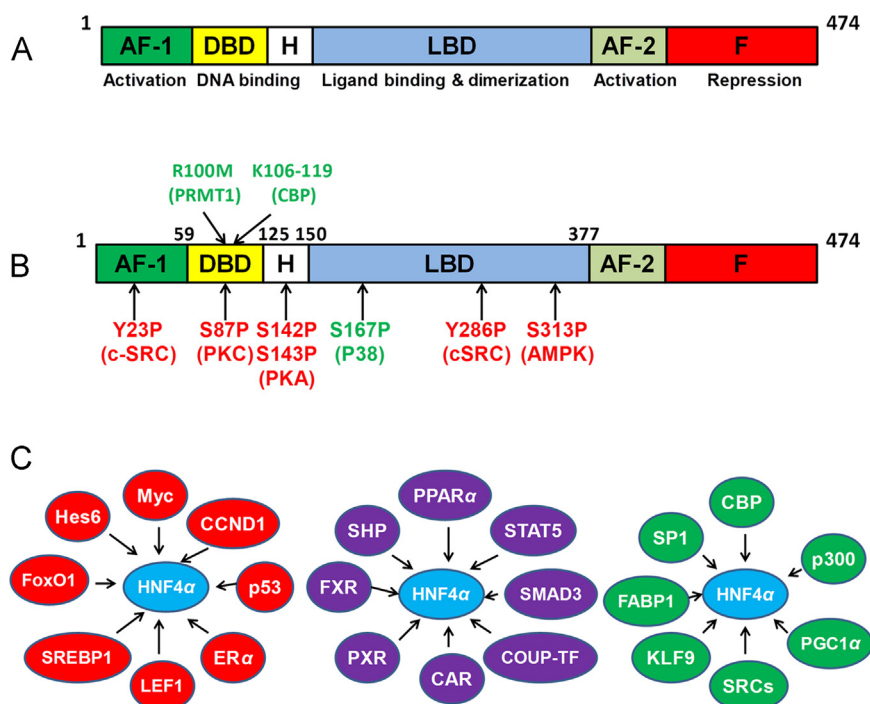 1 474
A AF-1 DBD H LBD AF-2 F
Activation DNA binding Ligand binding & dimerization Activation Repression
R100M K106-119
(PRMT1) (CBP)
1 59 125 150 377 474
B AF-1 DBD H LBD AF-2 F
Y23P S87P S142P S167P Y286P S313P
(c-SRC) (PKC) S143P (P38) (cSRC) (AMPK)
(PKA)
C
Myc
Hes6 CCND1
FoxO1 HNF4α p53
SREBP1 ERα
LEF1
PPARα
SHP STAT5
FXR HNF4α SMAD3
PXR COUP-TF
CAR
CBP
SP1 p300
FABP1 HNF4α
KLF9 PGC1α
SRCs